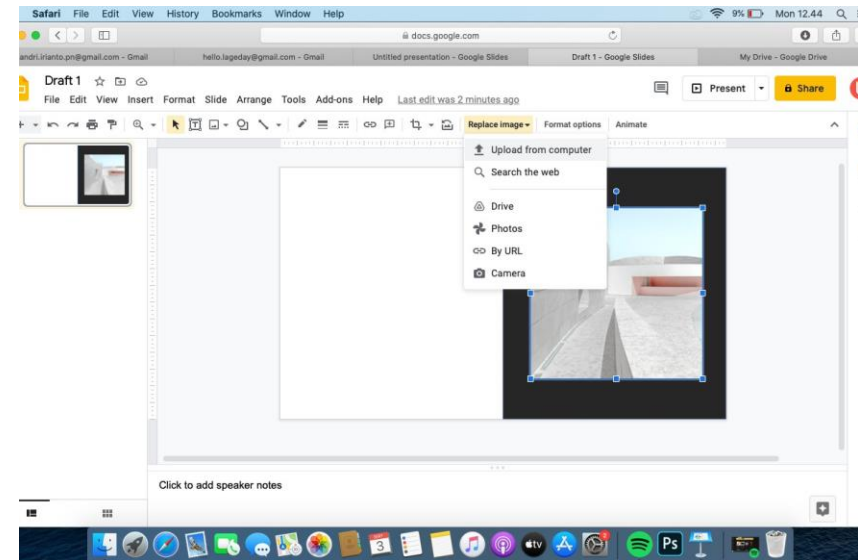 Safari File Edit View History Bookmarks Window Help 9% Mon 12.44
docs.google.com
andri.irianto.pn@gmail.com - Gmail hello.lageday@gmail.com - Gmail Untitled presentation - Google Slides Draft 1 - Google Slides My Drive - Google Drive
Draft 1
File Edit View Insert Format Slide Arrange Tools Add-ons Help Last edit was 2 minutes ago
Present Share
Replace image Format options Animate
Upload from computer
Search the web
Drive
Photos
By URL
Camera
Click to add speaker notes
3 tv Ps